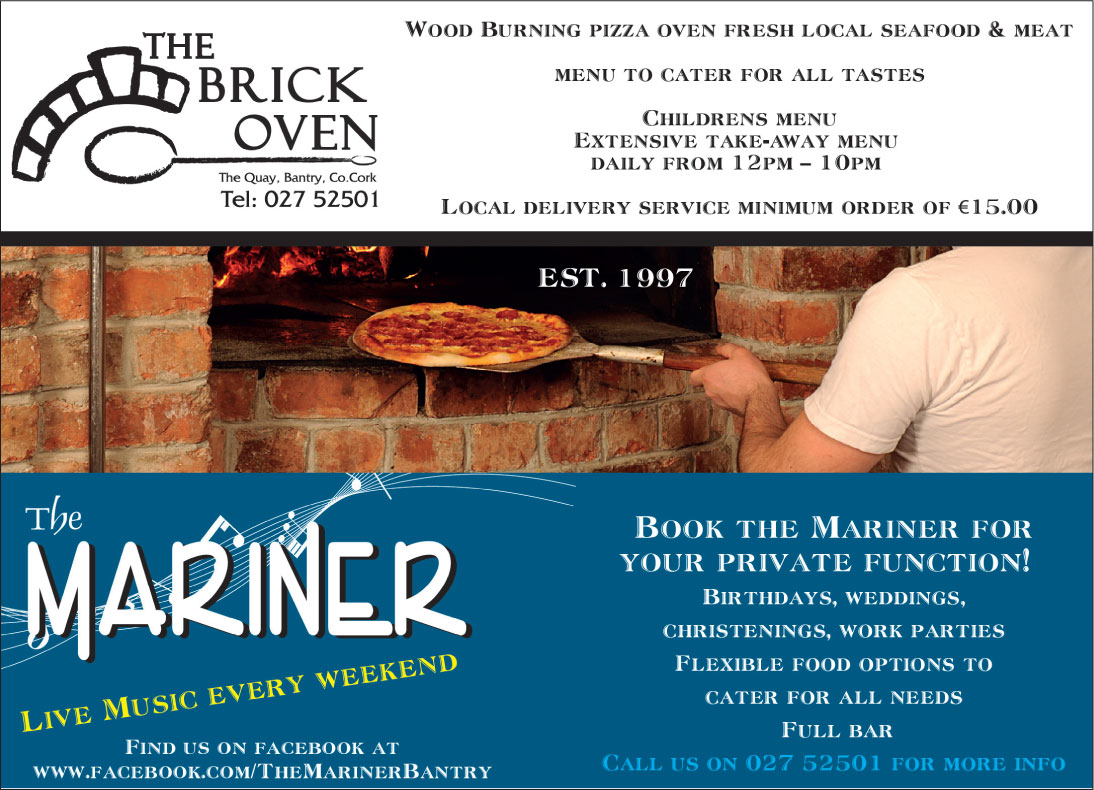 THE
BRICK
OVEN
The Quay, Bantry, Co.Cork
Tel: 027 52501
Wood Burning pizza oven fresh local seafood & meat
menu to cater for all tastes
Childrens menu
Extensive take-away menu
daily from 12pm – 10pm
Local delivery service minimum order of €15.00
EST. 1997
The
MARINER
Live Music every weekend
Find us on facebook at
www.facebook.com/TheMarinerBantry
Book the Mariner for
your private function!
Birthdays, weddings,
christenings, work parties
Flexible food options to
cater for all needs
Full bar
Call us on 027 52501 for more info